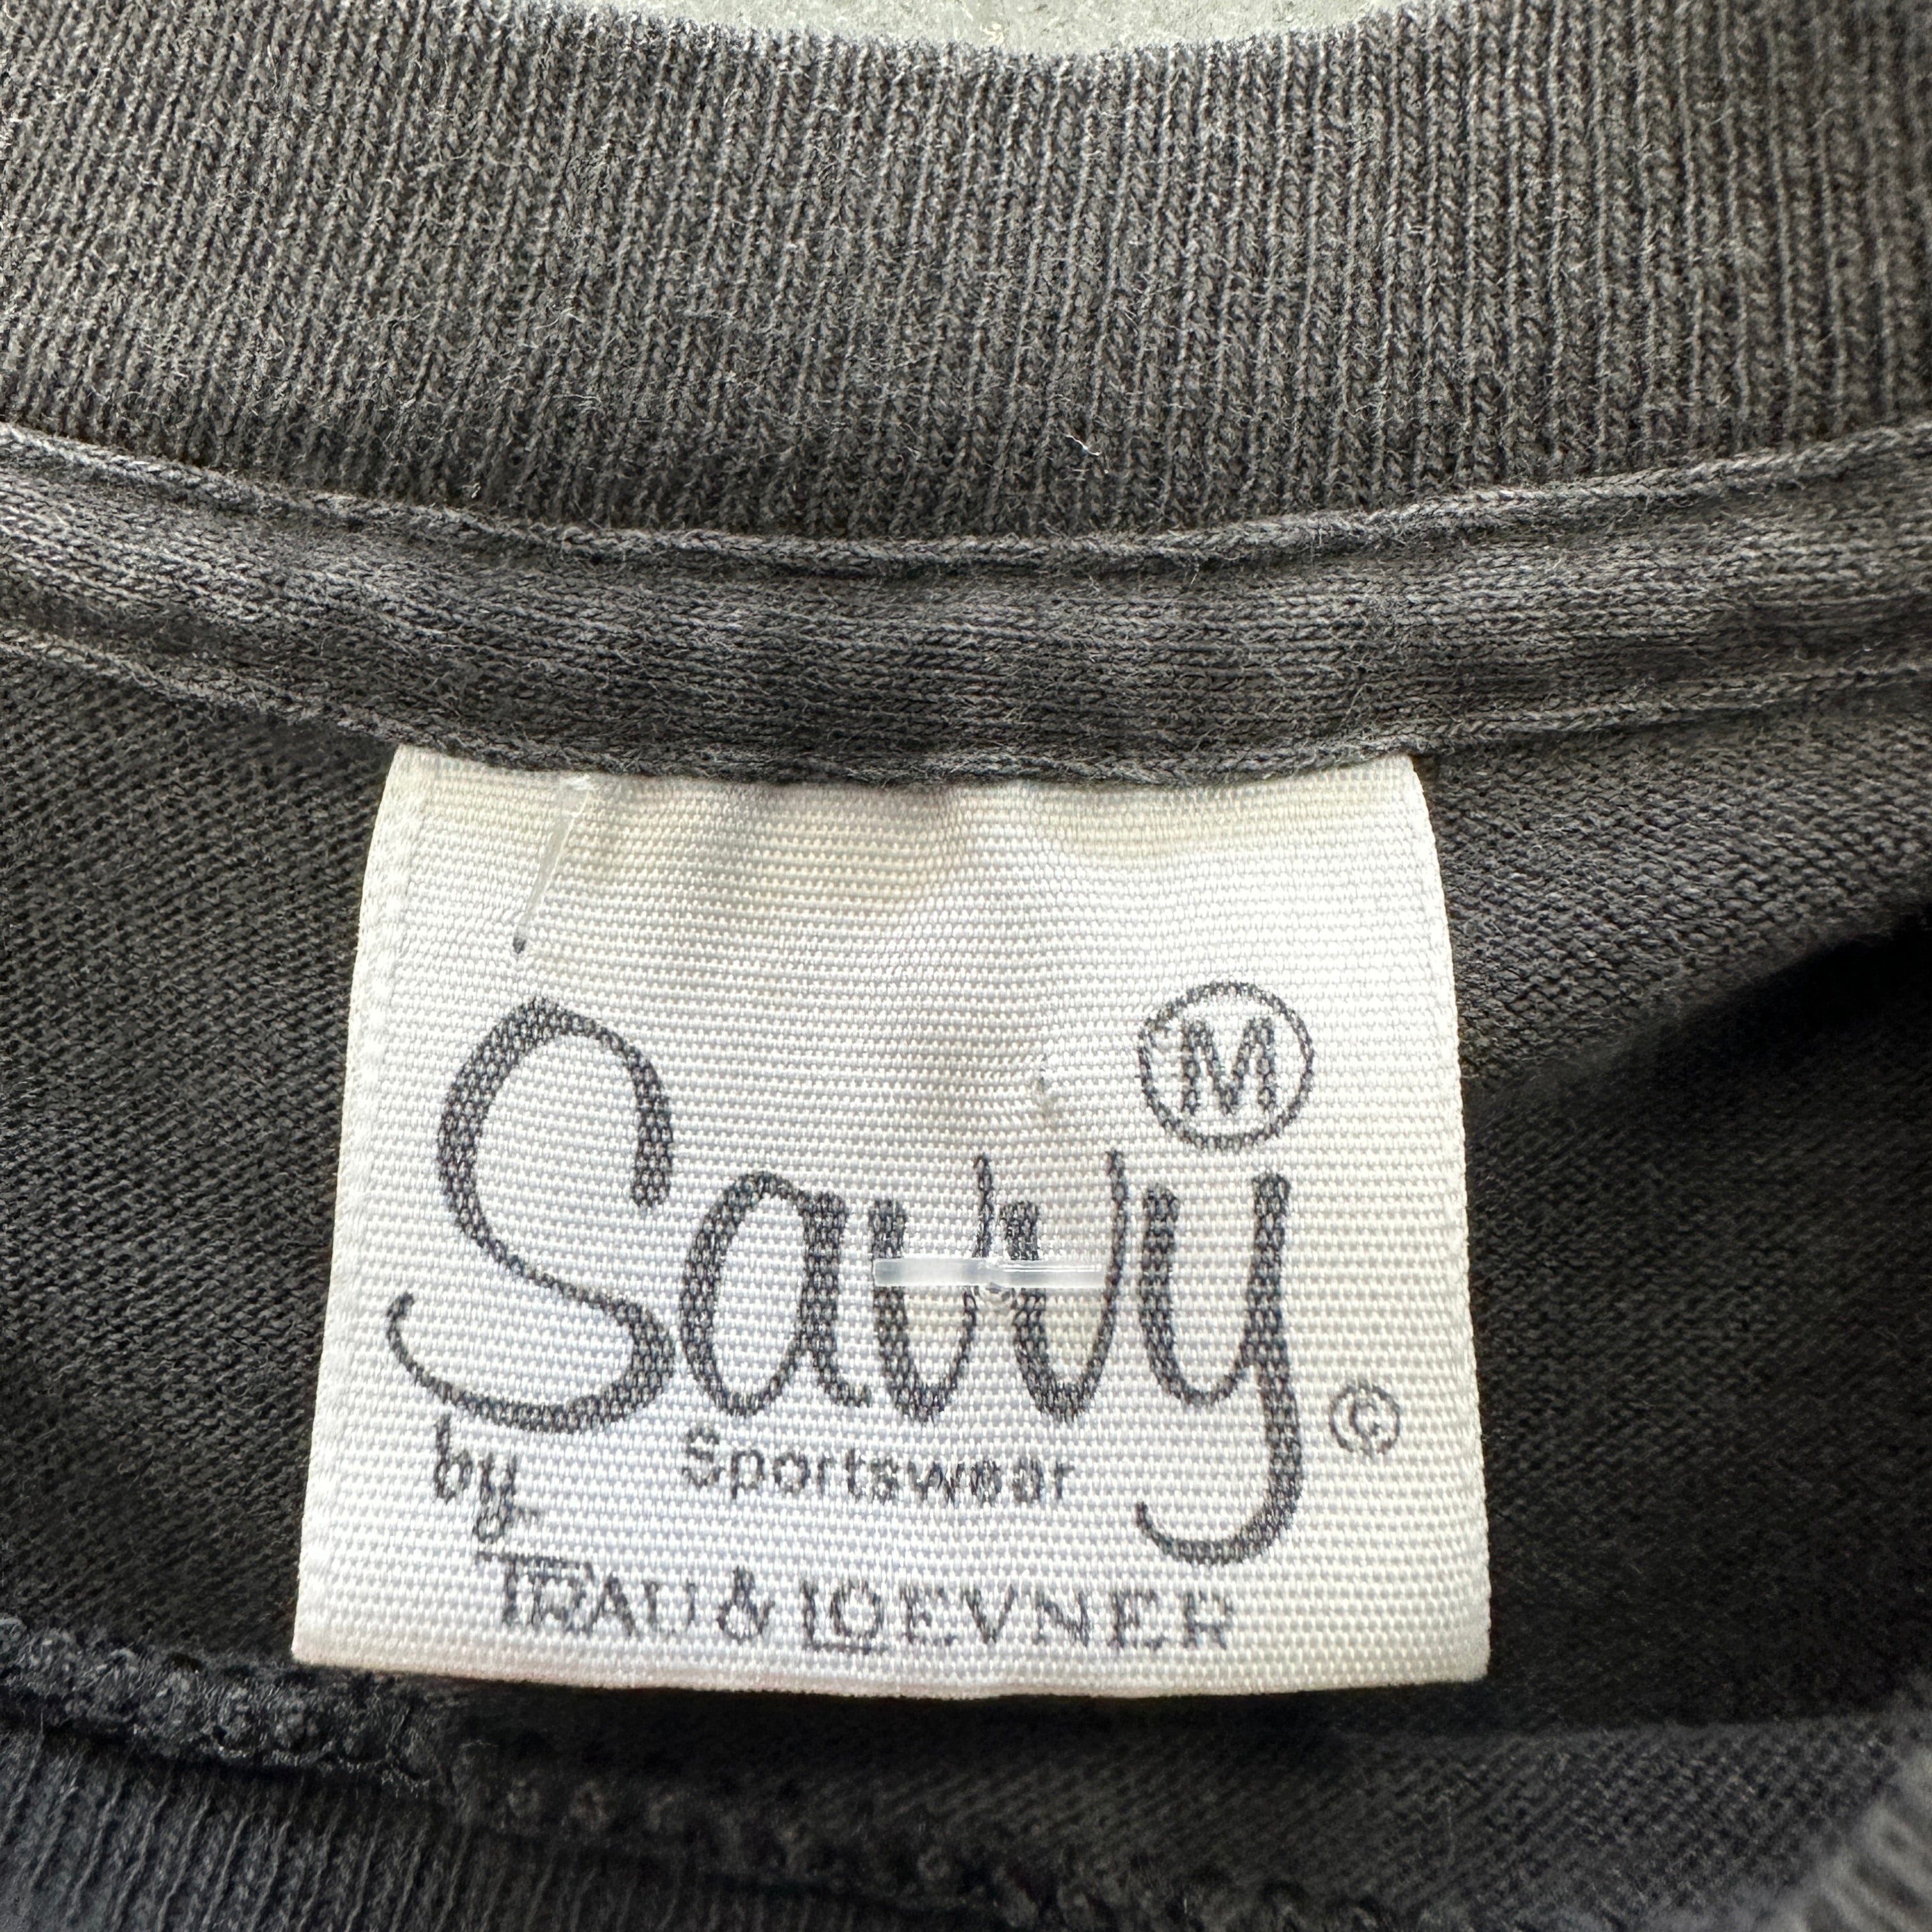 M
Savvy
©
Sportswear
by
TRAU & LOEVNER